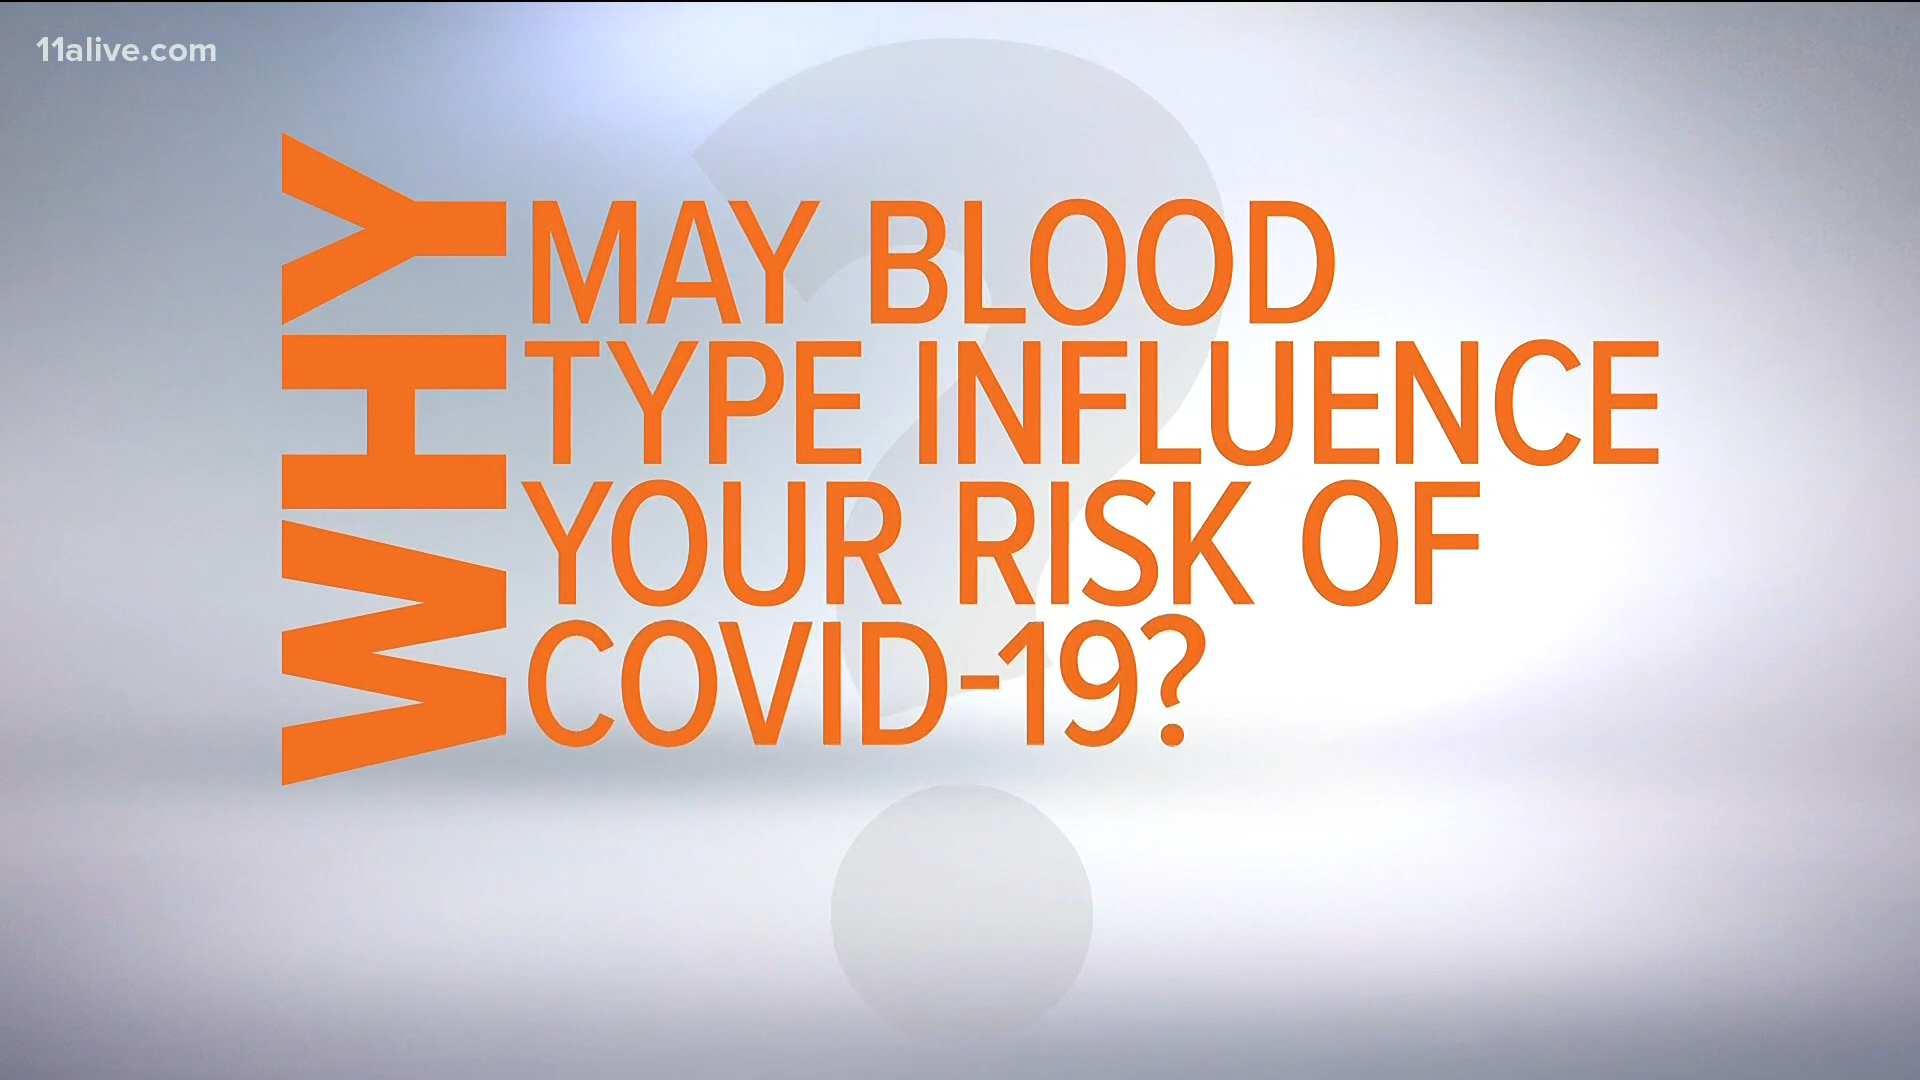 11alive.com
WHY
MAY BLOOD
TYPE INFLUENCE
YOUR RISK OF
COVID-19?